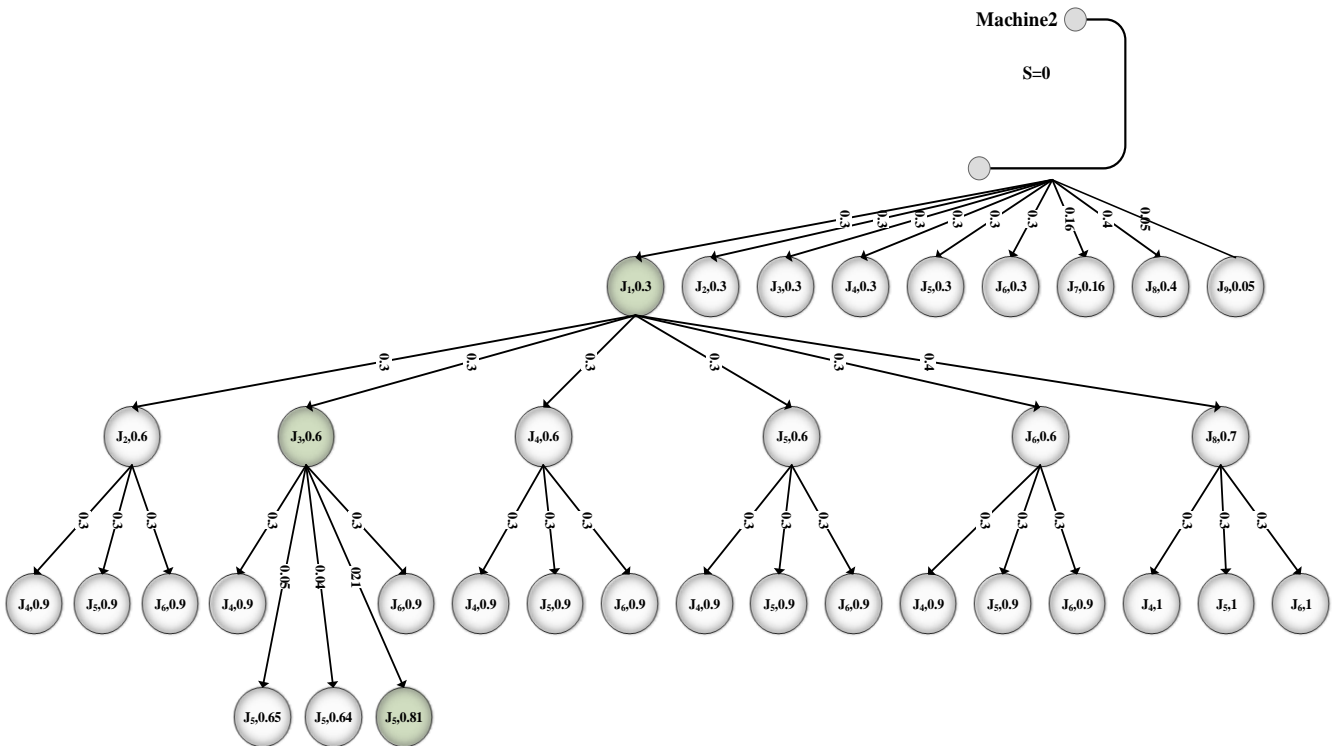 Machine2
S=0
0.3 0.3 0.3 0.3 0.3 0.3 0.16 0.4 0.05
J₁,0.3 J₂,0.3 J₃,0.3 J₄,0.3 J₅,0.3 J₆,0.3 J₇,0.16 J₈,0.4 J₉,0.05
0.3 0.3 0.3 0.3 0.3 0.4
J₂,0.6 J₃,0.6 J₄,0.6 J₅,0.6 J₆,0.6 J₈,0.7
0.3 0.3 0.3 0.3 0.3 0.3 0.3 0.3 0.3 0.3 0.3 0.3 0.3 0.3 0.3 0.3 0.3
0.05 0.04 021
J₄,0.9 J₅,0.9 J₆,0.9 J₄,0.9 J₆,0.9 J₄,0.9 J₅,0.9 J₆,0.9 J₄,0.9 J₅,0.9 J₆,0.9 J₄,0.9 J₅,0.9 J₆,0.9 J₄,1 J₅,1 J₆,1
J₅,0.65 J₅,0.64 J₅,0.81